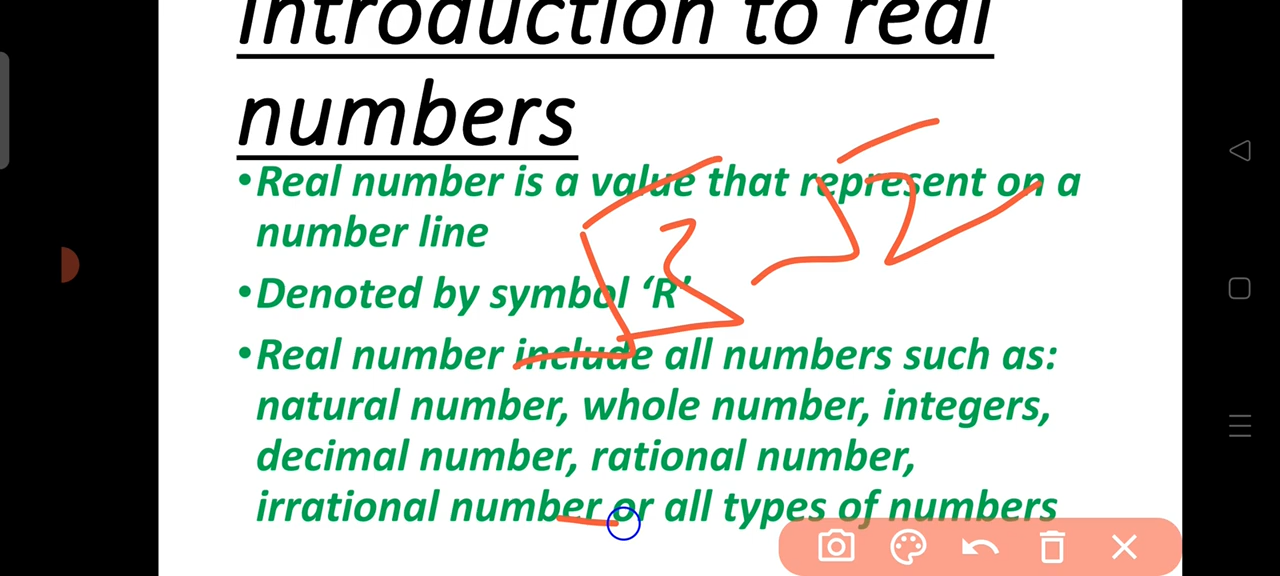 Introduction to real
numbers
•Real number is a value that represent on a
number line
•Denoted by symbol ‘R’
•Real number include all numbers such as:
natural number, whole number, integers,
decimal number, rational number,
irrational number or all types of numbers
√3 √2